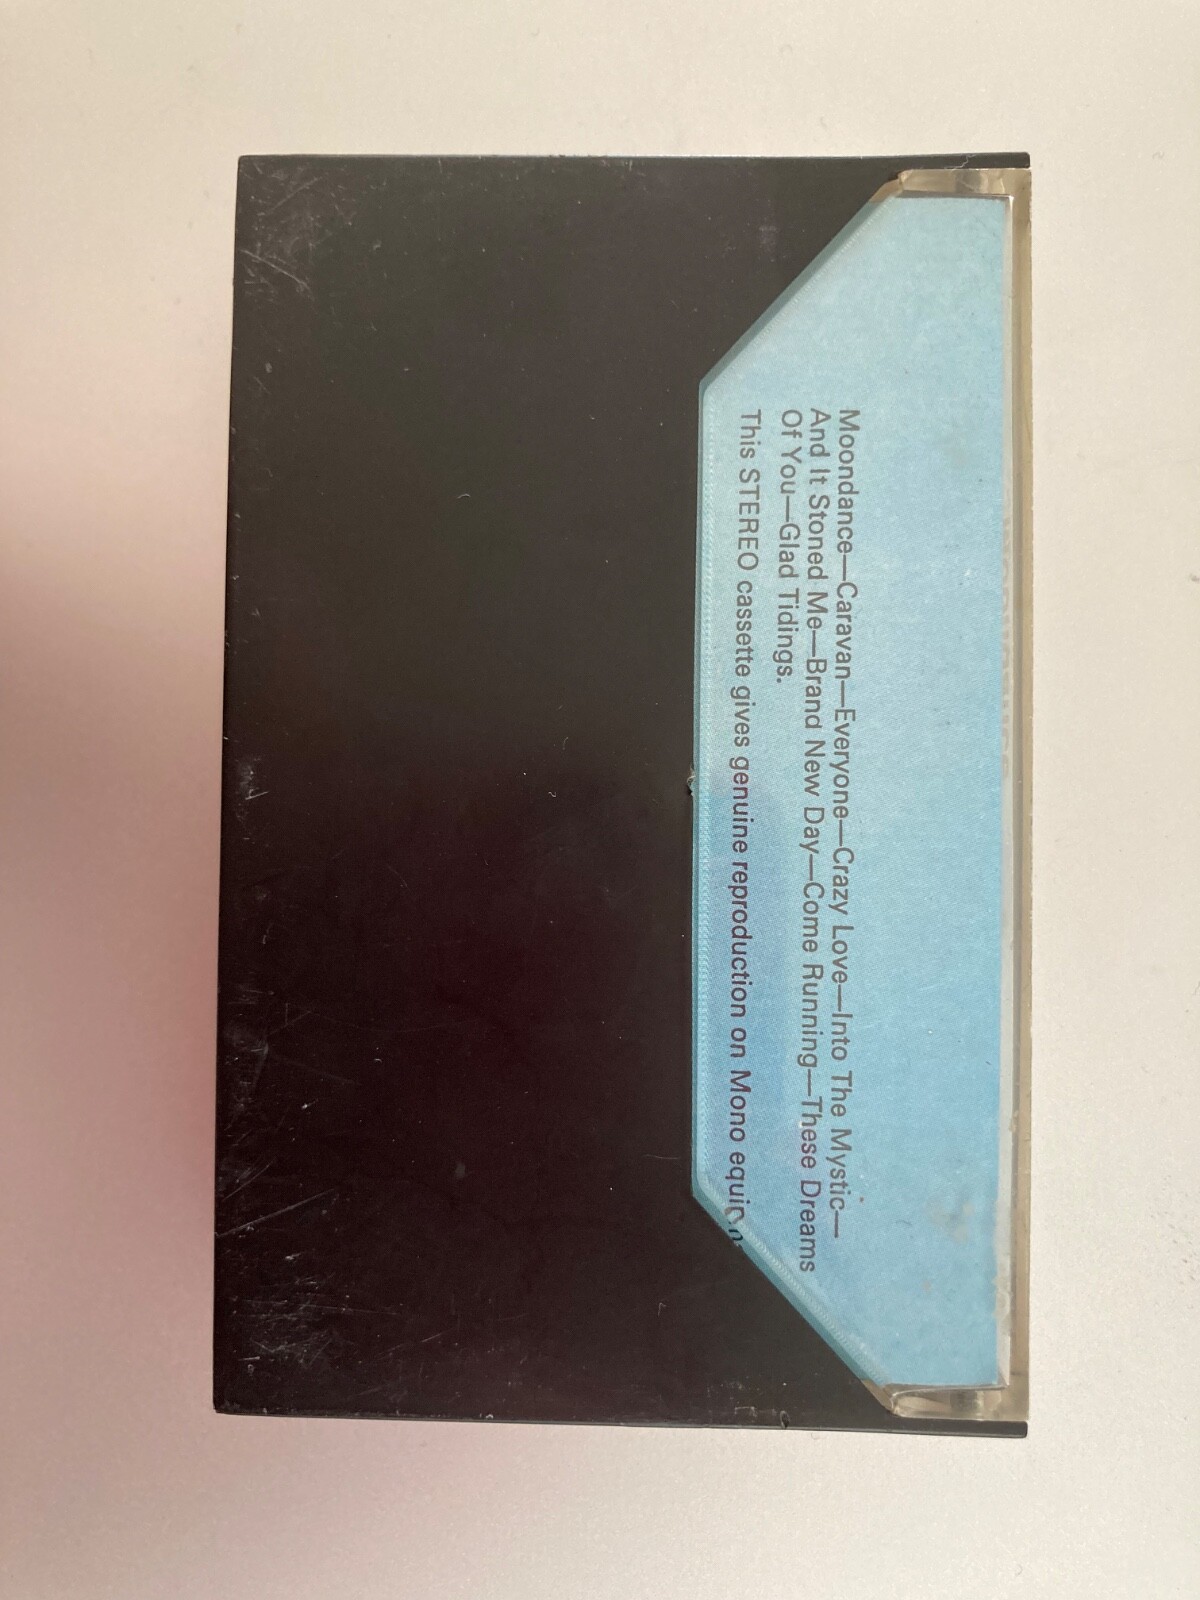 Moondance—Caravan—Everyone—Crazy Love—Into The Mystic—
And It Stoned Me—Brand New Day—Come Running—These Dreams
Of You—Glad Tidings.
This STEREO cassette gives genuine reproduction on Mono